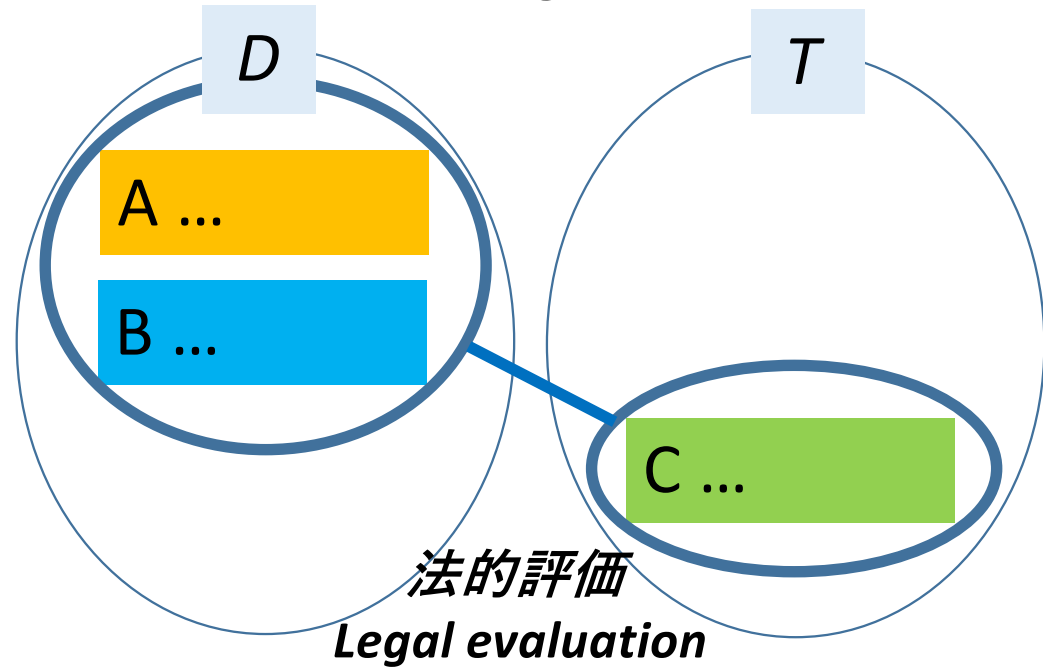 D
T
A ...
B ...
C ...
法的評価
Legal evaluation